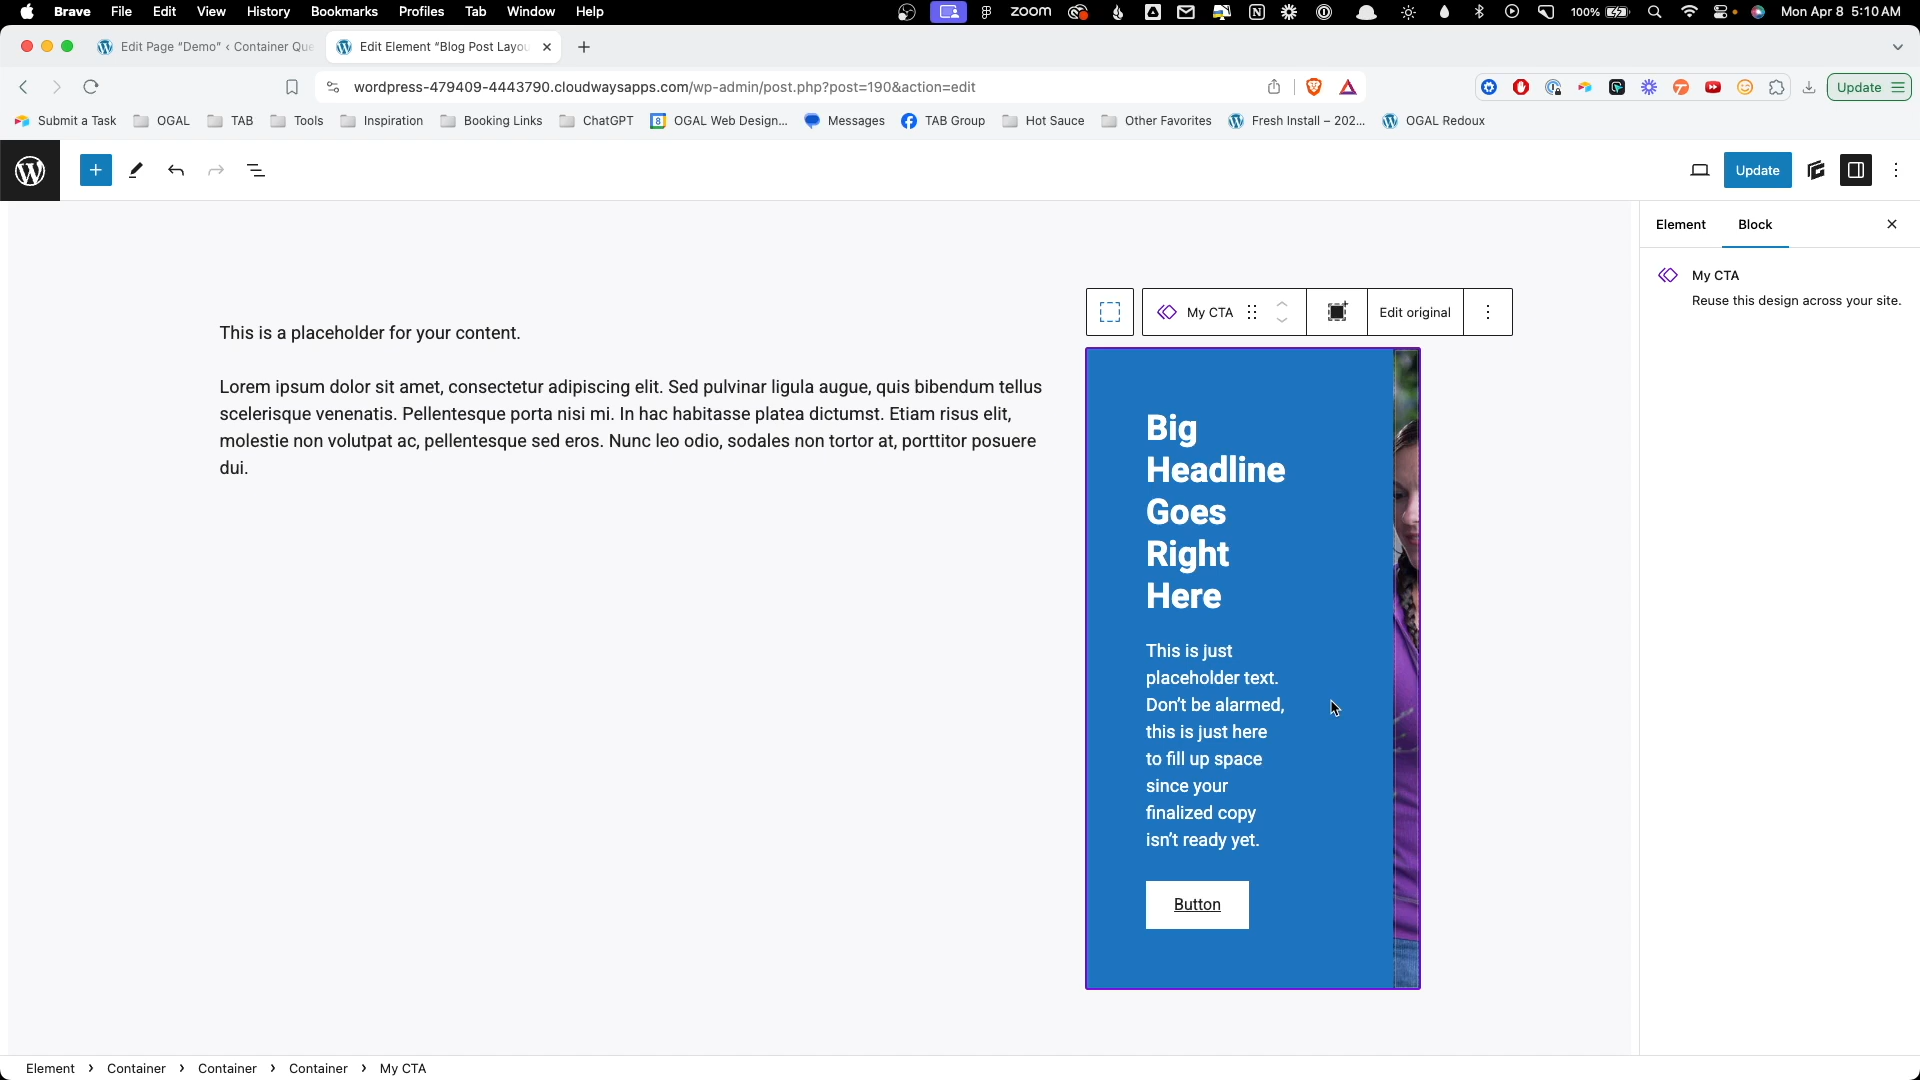 Brave File Edit View History Bookmarks Profiles Tab Window Help zoom 100% Mon Apr 8 5:10 AM
Edit Page "Demo" ‹ Container Que
Edit Element "Blog Post Layou
wordpress-479409-4443790.cloudwaysapps.com/wp-admin/post.php?post=190&action=edit
Update
Submit a Task OGAL TAB Tools Inspiration Booking Links ChatGPT 8 OGAL Web Design... Messages TAB Group Hot Sauce Other Favorites Fresh Install – 202... OGAL Redoux
Update
Element Block
My CTA
Reuse this design across your site.
My CTA Edit original
This is a placeholder for your content.
Lorem ipsum dolor sit amet, consectetur adipiscing elit. Sed pulvinar ligula augue, quis bibendum tellus
scelerisque venenatis. Pellentesque porta nisi mi. In hac habitasse platea dictumst. Etiam risus elit,
molestie non volutpat ac, pellentesque sed eros. Nunc leo odio, sodales non tortor at, porttitor posuere
dui.
Big
Headline
Goes
Right
Here
This is just
placeholder text.
Don't be alarmed,
this is just here
to fill up space
since your
finalized copy
isn't ready yet.
Button
Element › Container › Container › Container › My CTA